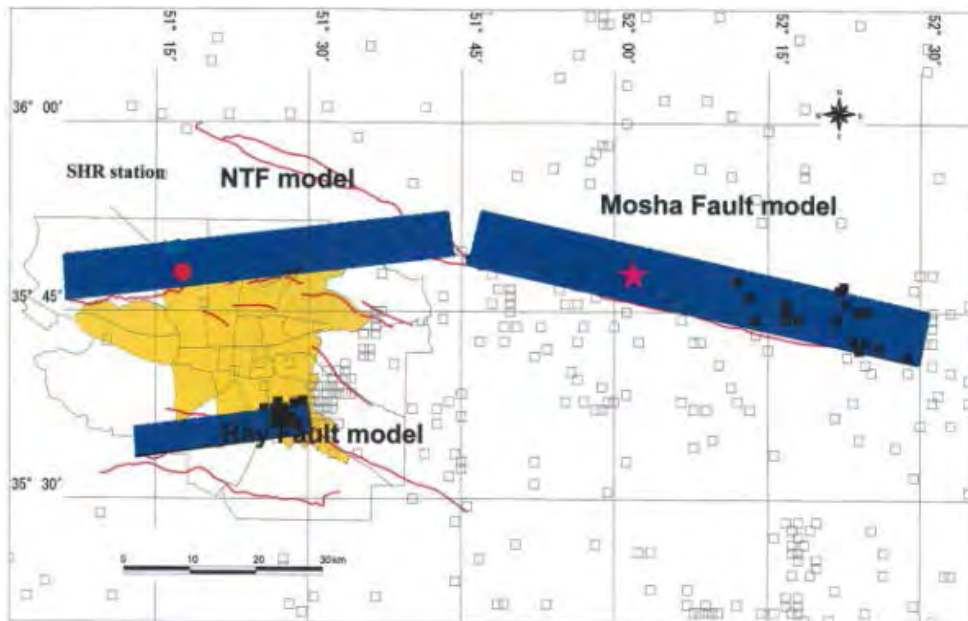 51° 15'
51° 30'
51° 45'
52° 00'
52° 15'
52° 30'
36° 00'
SHR station
NTF model
Mosha Fault model
35° 45'
Ray Fault model
35° 30'
0 10 20 30km